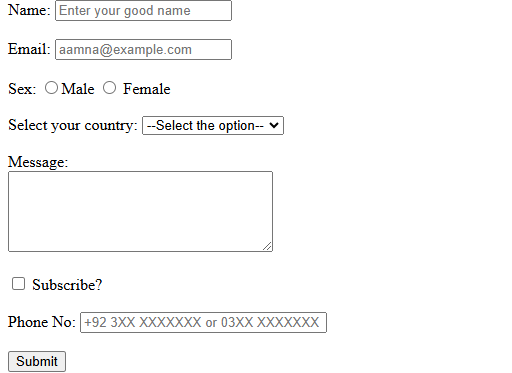 Name: Enter your good name
Email: aamna@example.com
Sex: Male Female
Select your country: --Select the option--
Message:
Subscribe?
Phone No: +92 3XX XXXXXXX or 03XX XXXXXXX
Submit